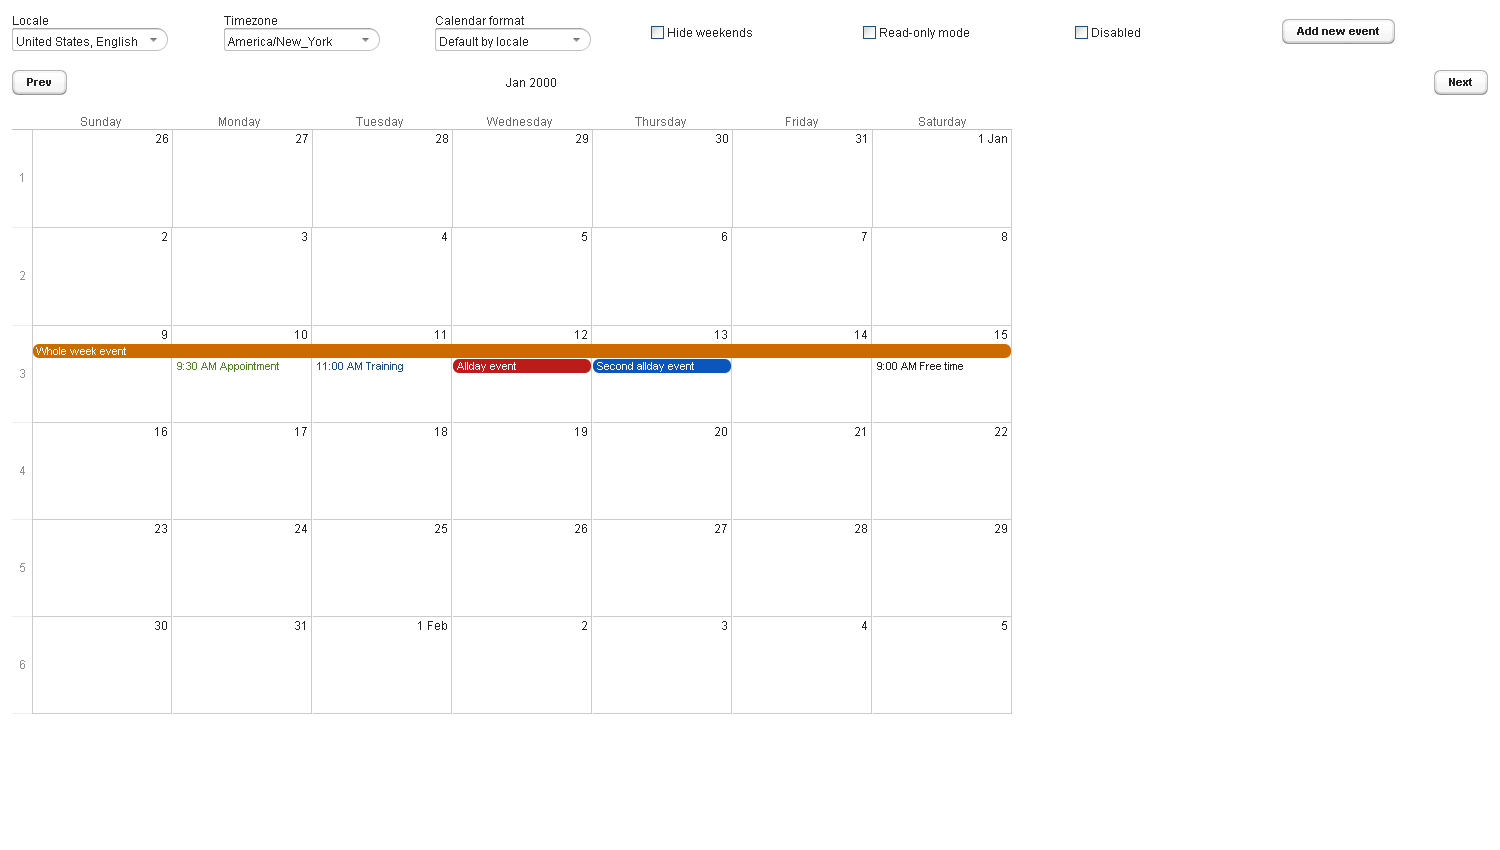 Locale
Timezone
Calendar format
United States, English
America/New_York
Default by locale
Hide weekends
Read-only mode
Disabled
Add new event
Prev
Jan 2000
Next
Sunday Monday Tuesday Wednesday Thursday Friday Saturday
26 27 28 29 30 31 1 Jan
1
2 3 4 5 6 7 8
2
9 10 11 12 13 14 15
Whole week event
9:30 AM Appointment
11:00 AM Training
Allday event
Second allday event
9:00 AM Free time
3
16 17 18 19 20 21 22
4
23 24 25 26 27 28 29
5
30 31 1 Feb 2 3 4 5
6